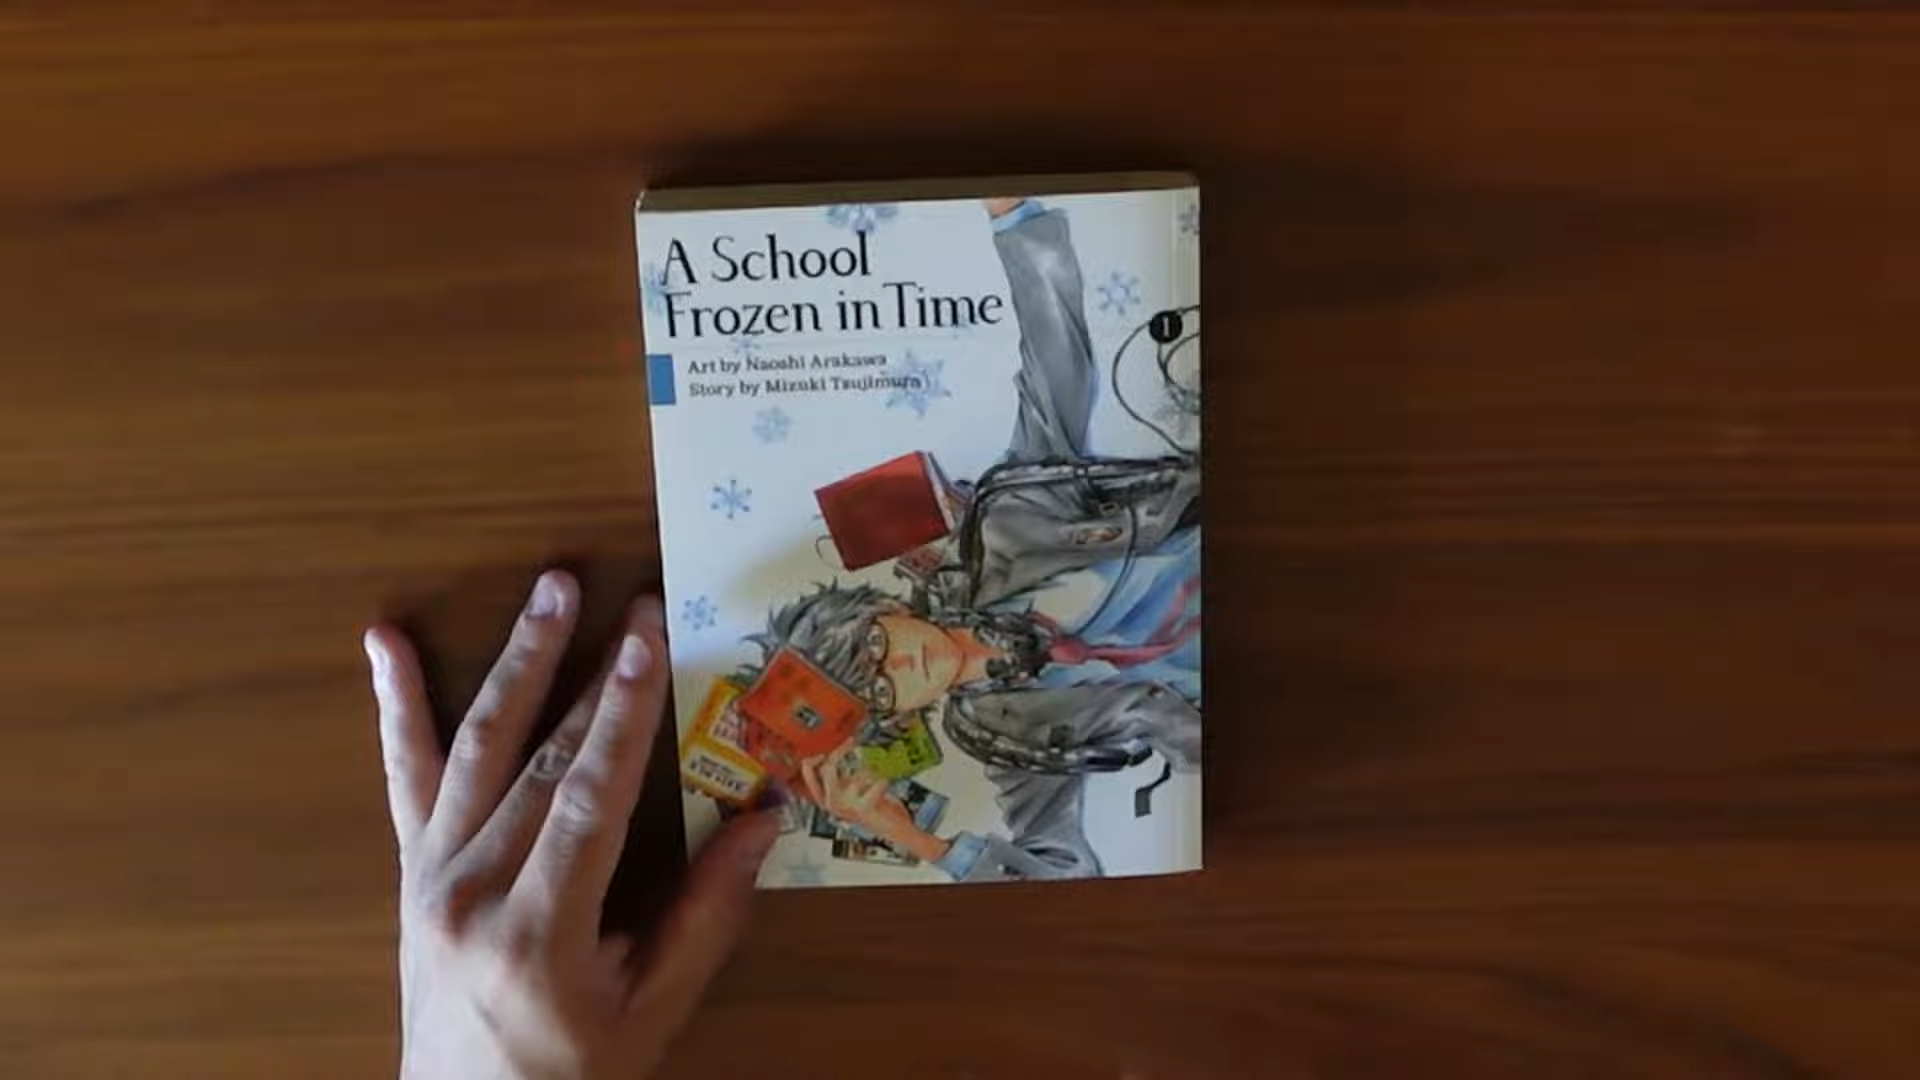 A School
Frozen in Time
1
Art by Naoshi Arakawa
Story by Mizuki Tsujimura